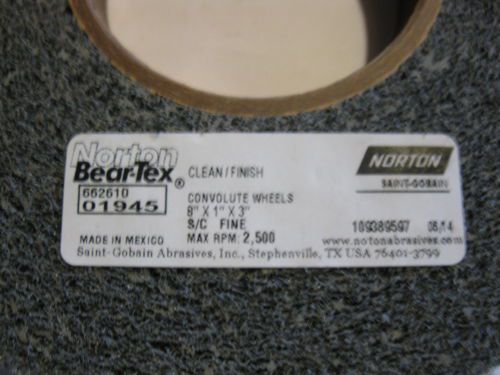 Norton
Bear-Tex®
CLEAN/FINISH
NORTON
SAINT-GOBAIN
662610
01945
CONVOLUTE WHEELS
8" X 1" X 3"
S/C FINE
MAX RPM: 2,500
109389597 05/14
MADE IN MEXICO
www.notonabrasives.com
Saint-Gobain Abrasives, Inc., Stephenville, TX USA 76401-3799